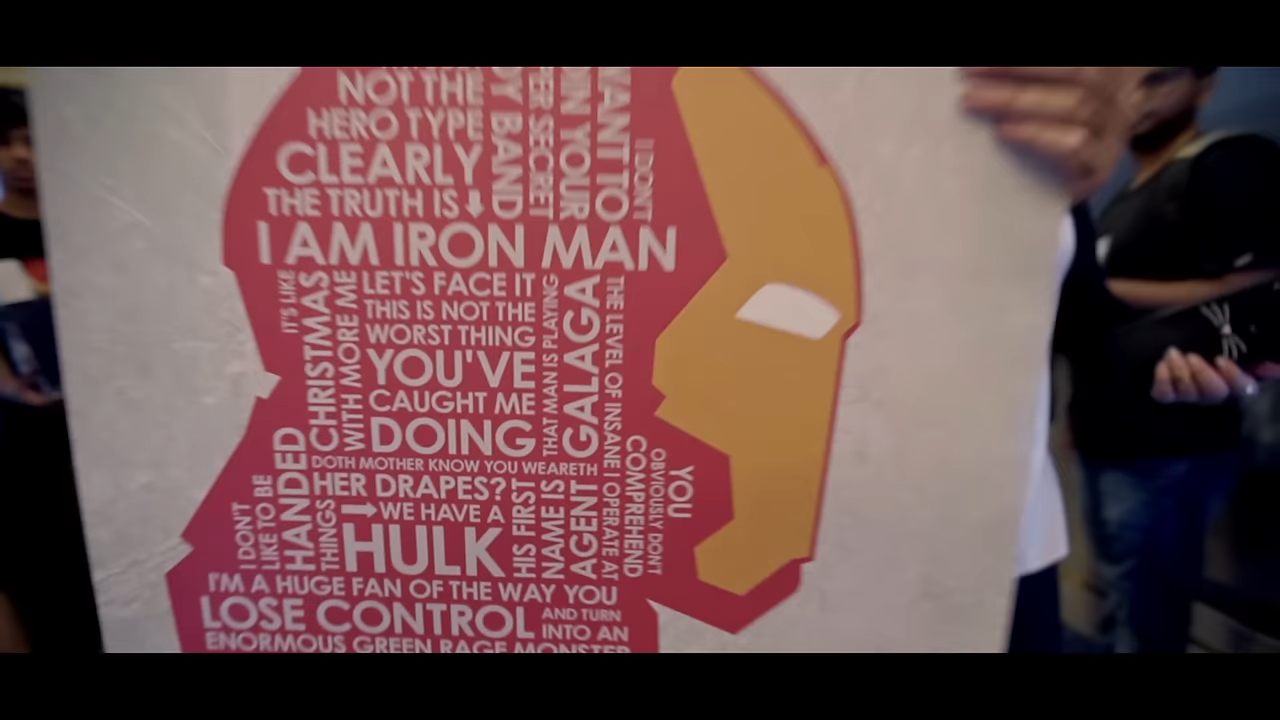 NOT THE
HERO TYPE
CLEARLY
THE TRUTH IS
I AM IRON MAN
DY BAND
ER SECRET
IN YOUR
WANT TO
I DON'T
IT'S LIKE
CHRISTMAS
WITH MORE ME
LET'S FACE IT
THIS IS NOT THE
WORST THING
YOU'VE
CAUGHT ME
DOING
THAT MAN IS PLAYING
GALAGA
THE LEVEL OF INSANE I OPERATE AT
YOU
OBVIOUSLY DON'T
COMPREHEND
DOTH MOTHER KNOW YOU WEARETH
HER DRAPES?
I DON'T
LIKE TO BE
HANDED
THINGS
WE HAVE A
HULK
HIS FIRST
NAME IS
AGENT
I'M A HUGE FAN OF THE WAY YOU
LOSE CONTROL
AND TURN
INTO AN
ENORMOUS GREEN RAGE MONSTER